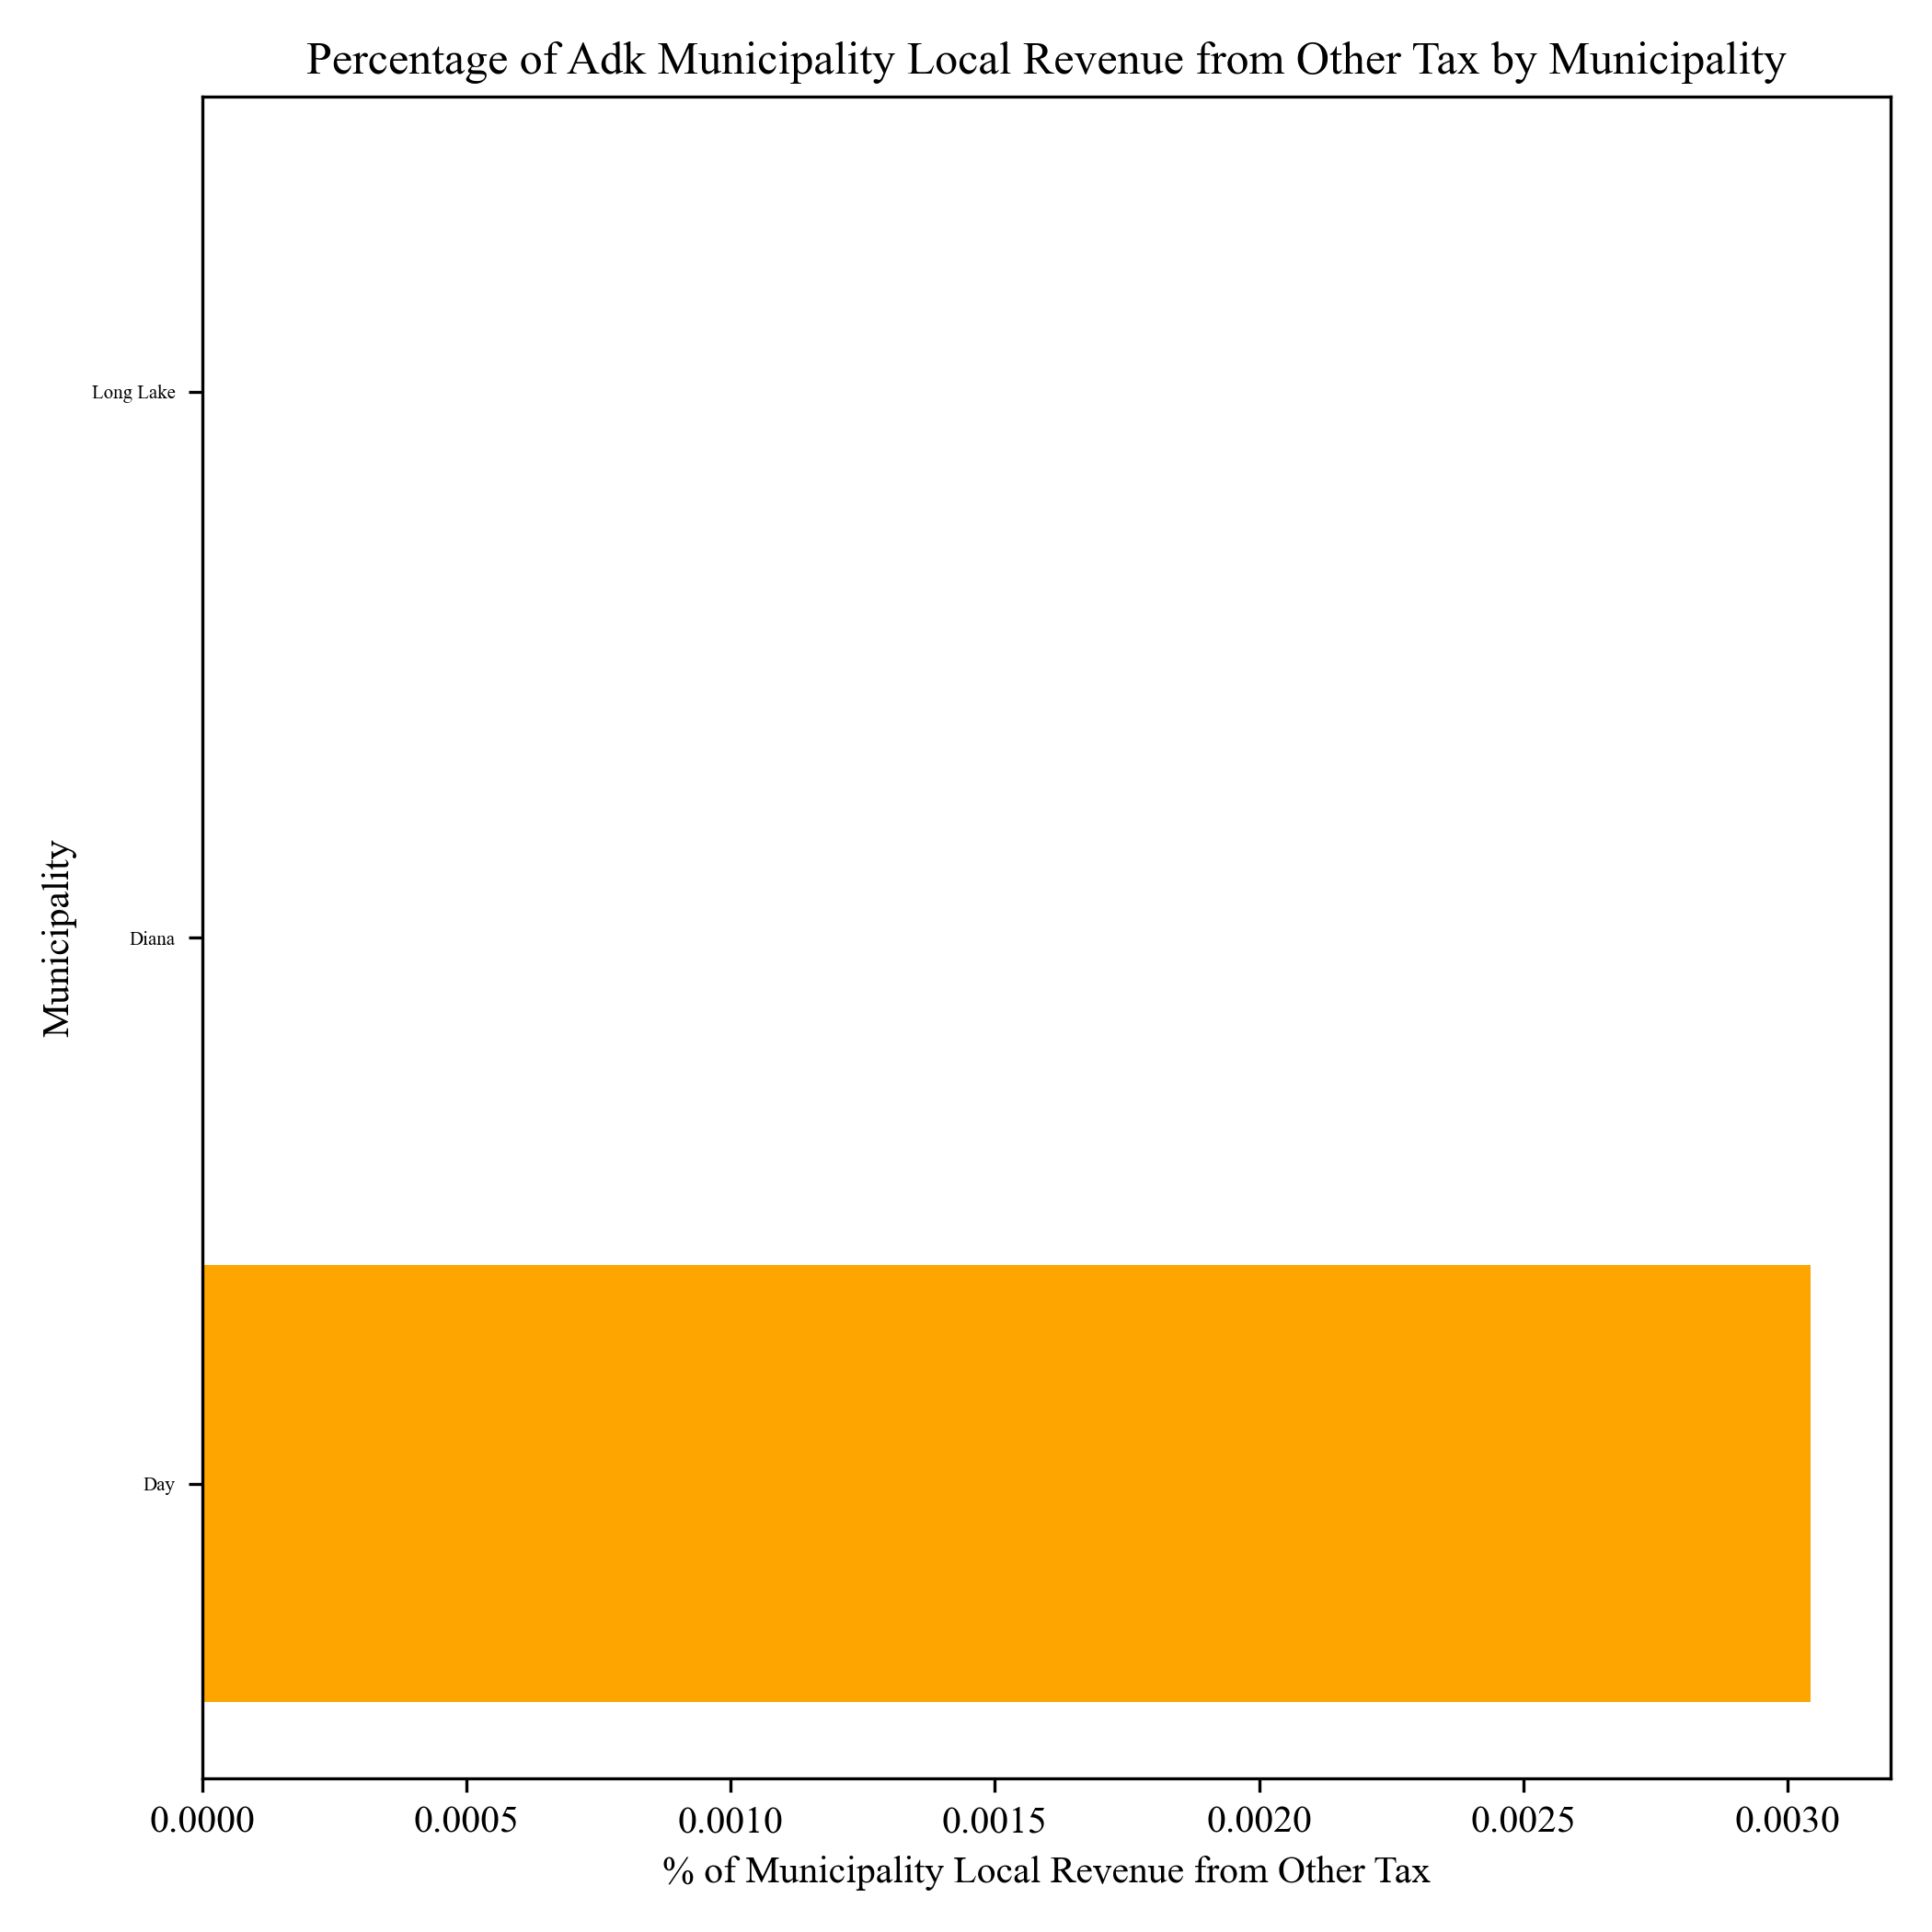 Percentage of Adk Municipality Local Revenue from Other Tax by Municipality
Municipality
Long Lake
Diana
Day
0.0000 0.0005 0.0010 0.0015 0.0020 0.0025 0.0030
% of Municipality Local Revenue from Other Tax